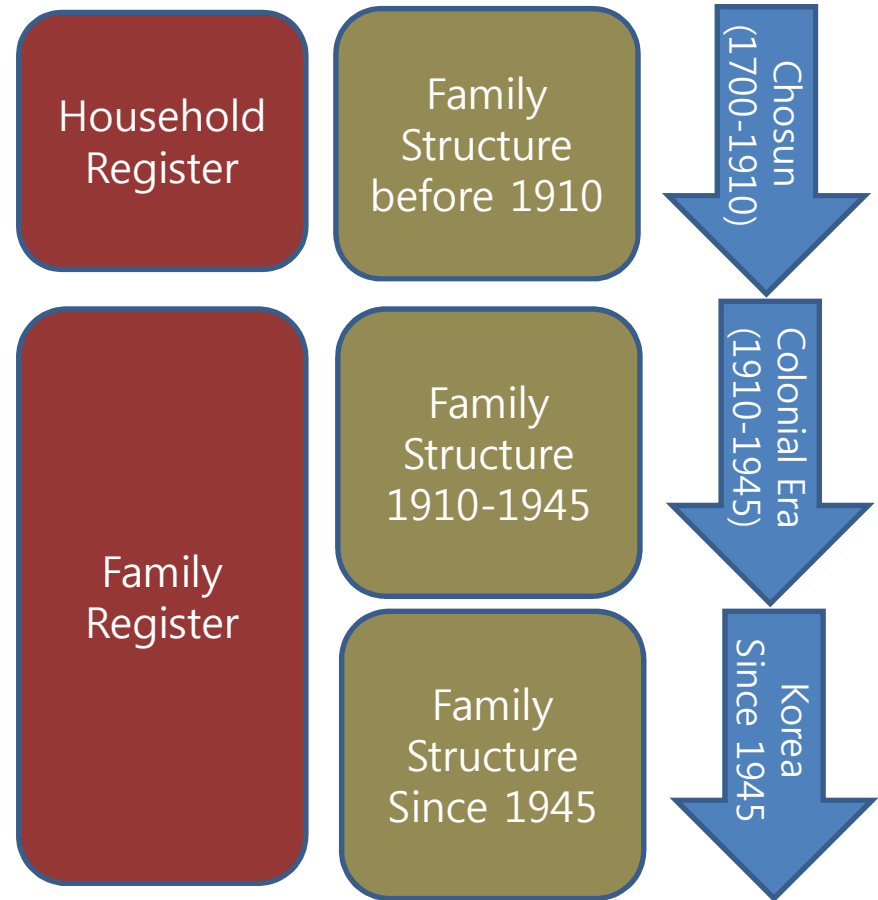 Household
Register
Family
Structure
before 1910
Chosun
(1700-1910)
Family
Register
Family
Structure
1910-1945
Colonial Era
(1910-1945)
Family
Structure
Since 1945
Korea
Since 1945